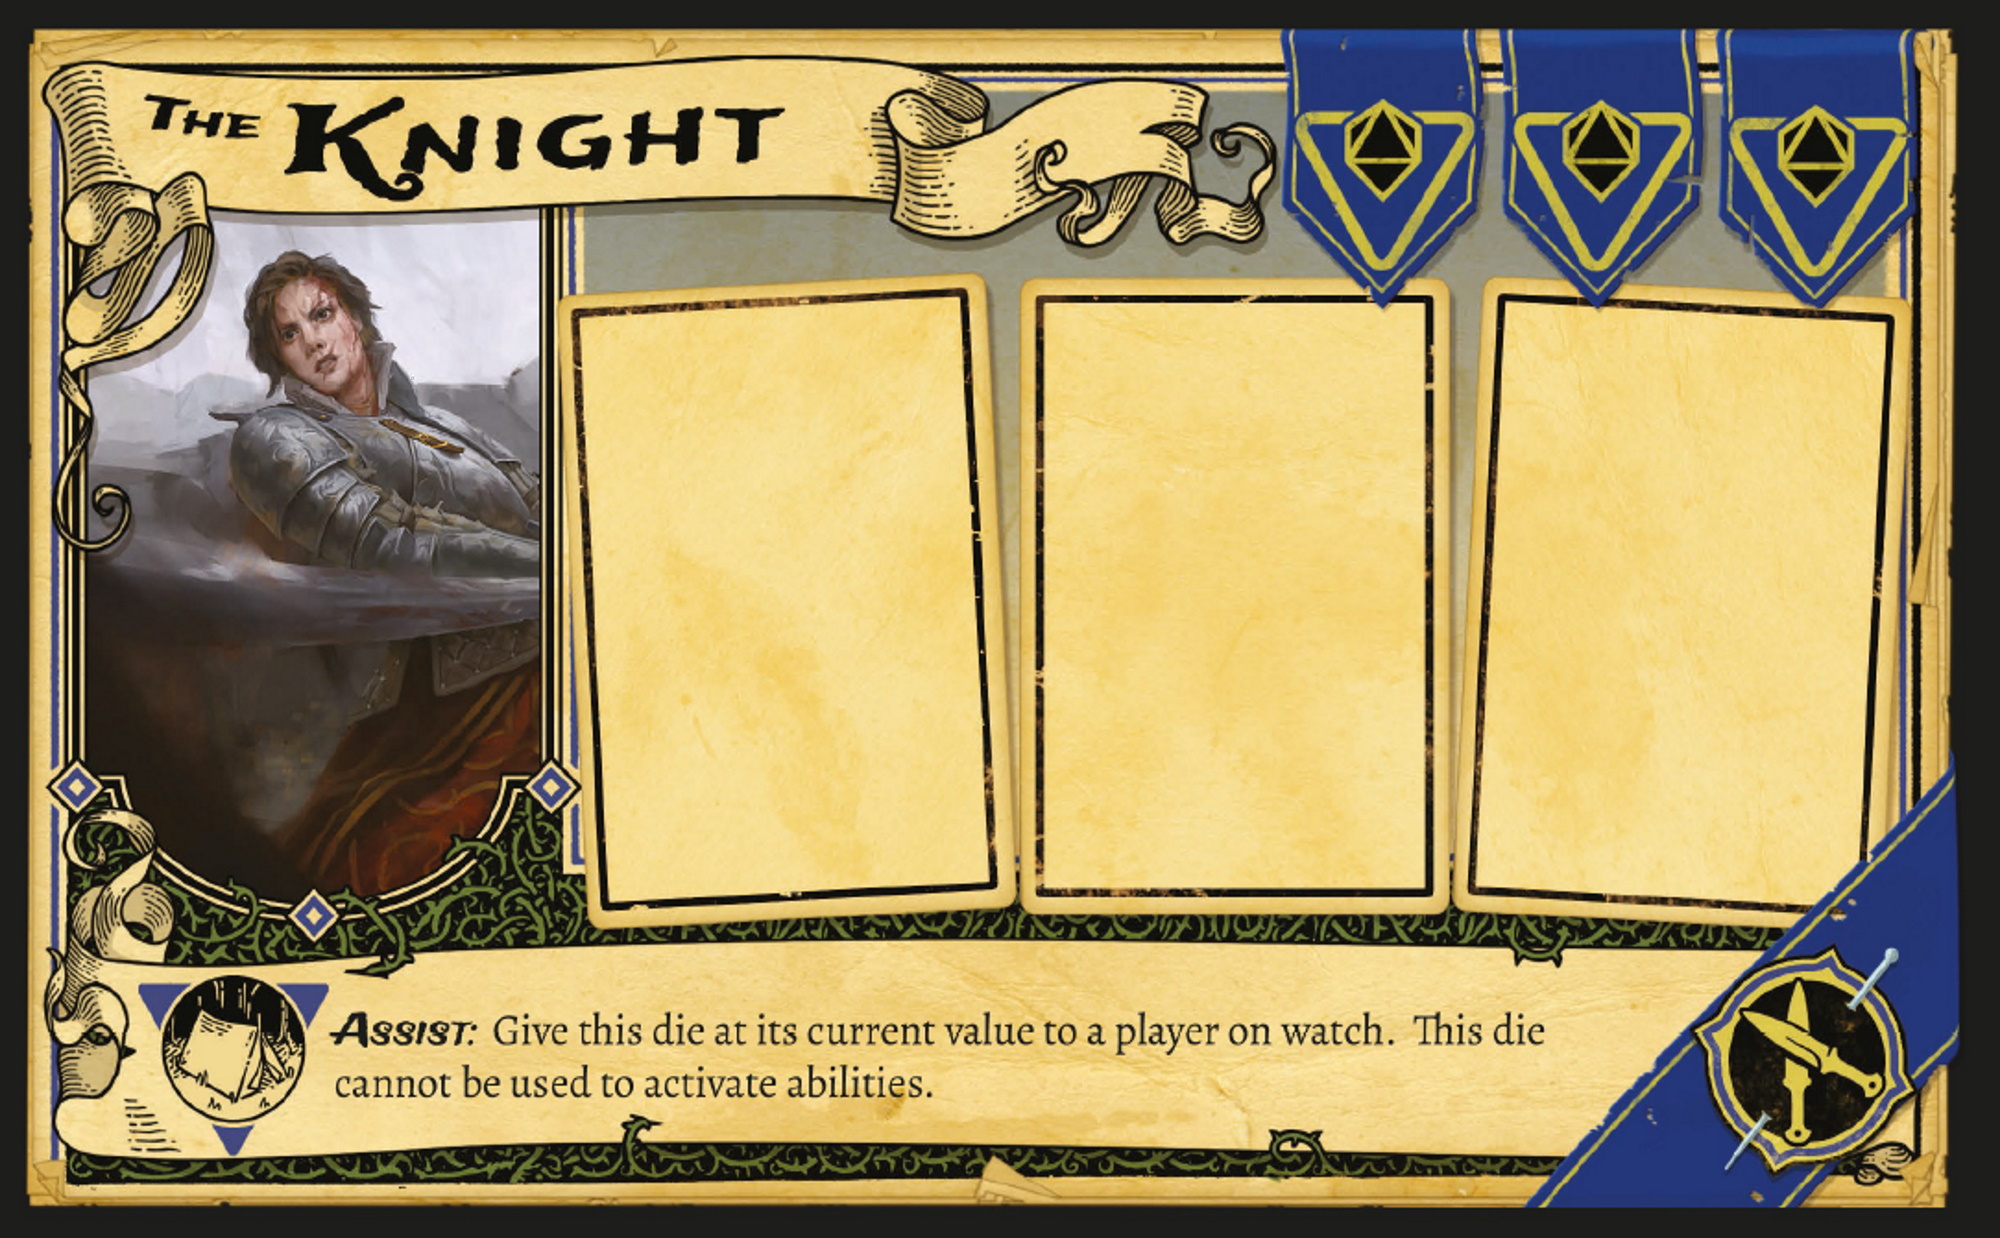 The Knight
Assist: Give this die at its current value to a player on watch. This die
cannot be used to activate abilities.